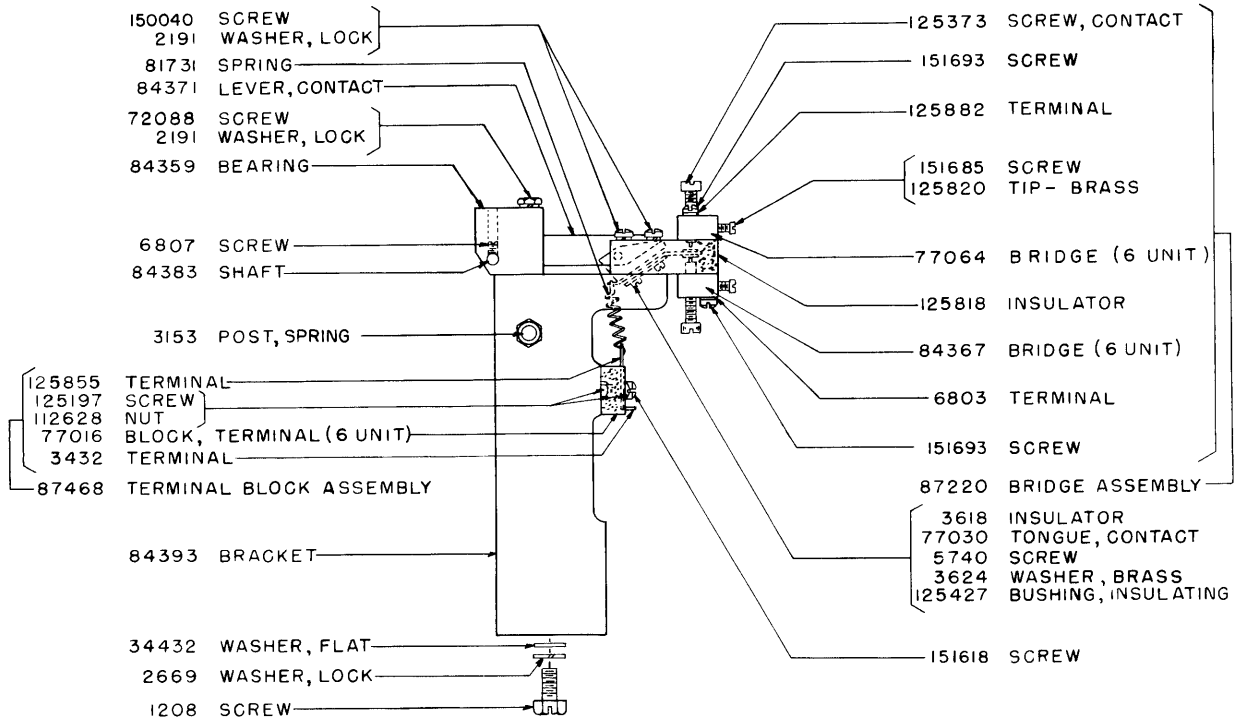 150040 SCREW
2191 WASHER, LOCK
81731 SPRING
84371 LEVER, CONTACT
72088 SCREW
2191 WASHER, LOCK
84359 BEARING
6807 SCREW
84383 SHAFT
3153 POST, SPRING
125855 TERMINAL
125197 SCREW
112628 NUT
77016 BLOCK, TERMINAL (6 UNIT)
3432 TERMINAL
87468 TERMINAL BLOCK ASSEMBLY
84393 BRACKET
34432 WASHER, FLAT
2669 WASHER, LOCK
1208 SCREW
125373 SCREW, CONTACT
151693 SCREW
125882 TERMINAL
151685 SCREW
125820 TIP - BRASS
77064 BRIDGE (6 UNIT)
125818 INSULATOR
84367 BRIDGE (6 UNIT)
6803 TERMINAL
151693 SCREW
87220 BRIDGE ASSEMBLY
3618 INSULATOR
77030 TONGUE, CONTACT
5740 SCREW
3624 WASHER, BRASS
125427 BUSHING, INSULATING
151618 SCREW